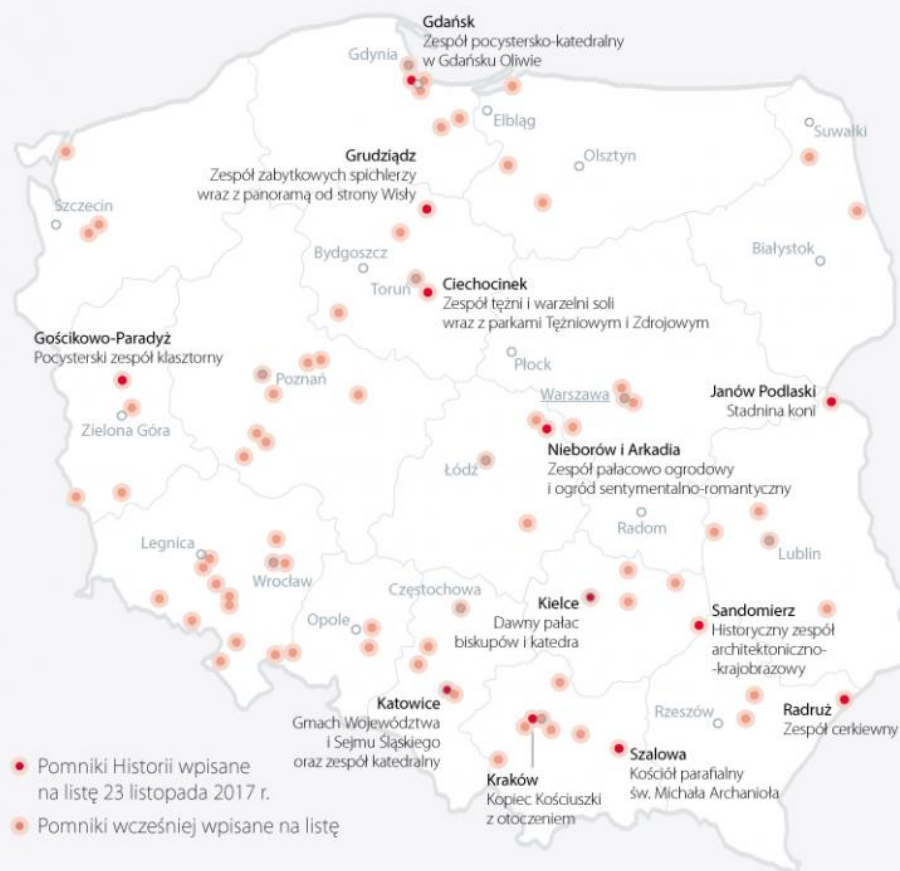 Gdańsk
Zespół pocystersko-katedralny
w Gdańsku Oliwie
Gdynia
Elbląg
Suwałki
Olsztyn
Grudziądz
Zespół zabytkowych spichlerzy
wraz z panoramą od strony Wisły
Szczecin
Bydgoszcz
Białystok
Toruń
Ciechocinek
Zespół tężni i warzelni soli
wraz z parkami Tężniowym i Zdrojowym
Gościkowo-Paradyż
Pocysterski zespół klasztorny
Płock
Poznań
Warszawa
Janów Podlaski
Stadnina koni
Zielona Góra
Nieborów i Arkadia
Zespół pałacowo ogrodowy
i ogród sentymentalno-romantyczny
Łódź
Radom
Legnica
Lublin
Wrocław
Częstochowa
Kielce
Dawny pałac
biskupów i katedra
Sandomierz
Historyczny zespół
architektoniczno-
-krajobrazowy
Opole
Katowice
Gmach Województwa
i Sejmu Śląskiego
oraz zespół katedralny
Rzeszów
Radruż
Zespół cerkiewny
Szalowa
Kościół parafialny
św. Michała Archanioła
Kraków
Kopiec Kościuszki
z otoczeniem
Pomniki Historii wpisane
na listę 23 listopada 2017 r.
Pomniki wcześniej wpisane na listę